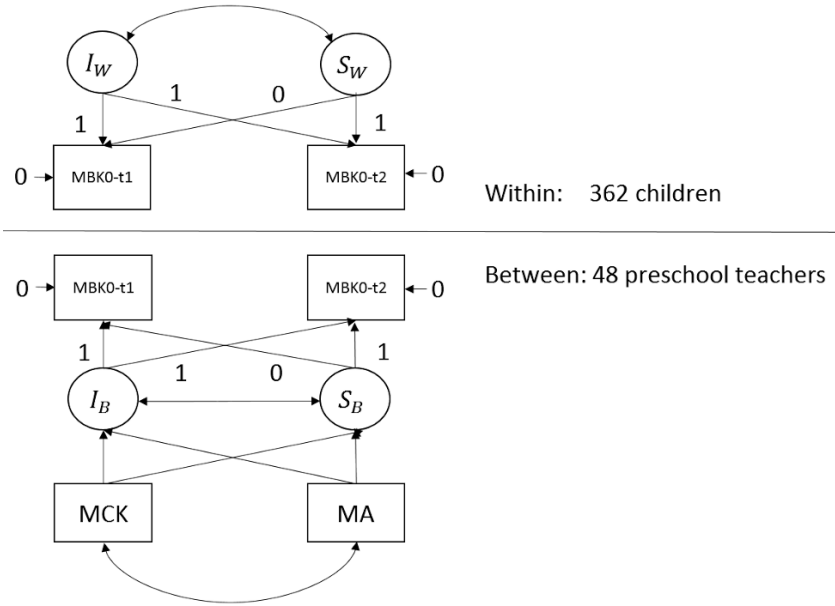 I_W
S_W
1
0
1
1
0
MBK0-t1
MBK0-t2
0
Within: 362 children
0
MBK0-t1
MBK0-t2
0
Between: 48 preschool teachers
1
1
0
1
I_B
S_B
MCK
MA